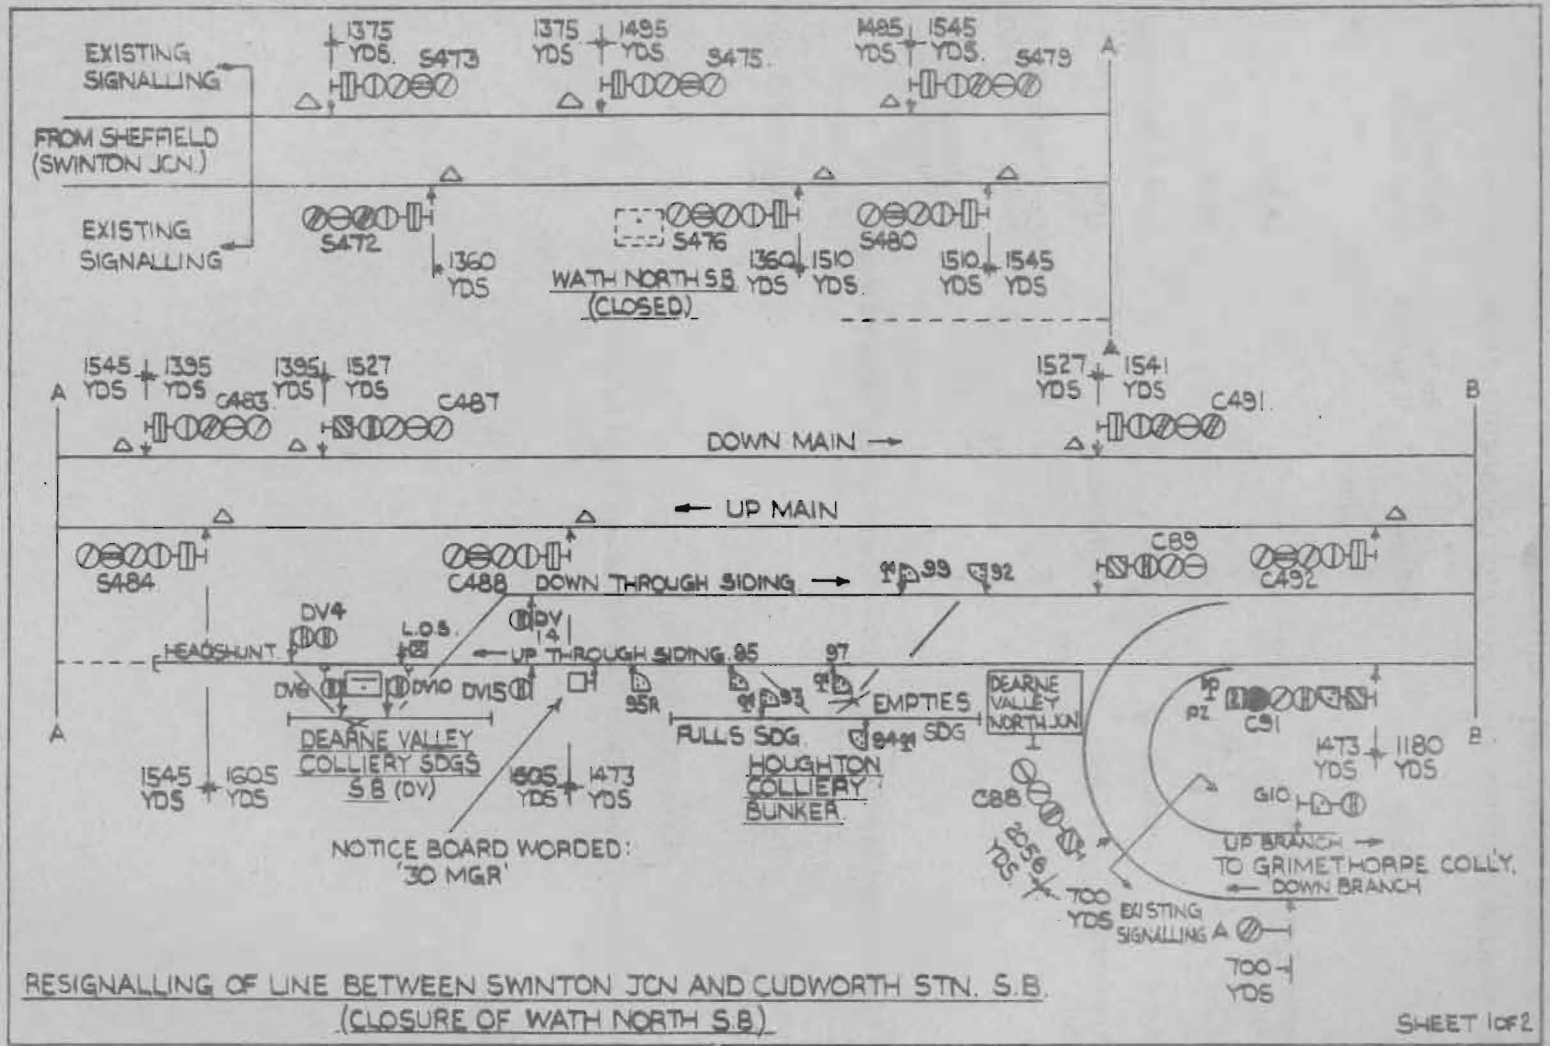 1375
YDS.
S473
1375
YDS.
1495
YDS.
S475.
1495
YDS.
1545
YDS.
S479
A
EXISTING
SIGNALLING
FROM SHEFFIELD
(SWINTON JCN.)
EXISTING
SIGNALLING
S472
1360
YDS
S476
WATH NORTH S.B
(CLOSED)
1360
YDS
1510
YDS.
S480
1510
YDS
1545
YDS
A
A
1545
YDS
1395
YDS
C483
1395
YDS
1527
YDS
C487
1527
YDS
1541
YDS
C491.
B
DOWN MAIN →
← UP MAIN
S484
C488
C89
C492
DOWN THROUGH SIDING →
99
92
DV4
L.O.S.
DV
14
HEADSHUNT.
← UP THROUGH SIDING.
95
97
DV8
DV10
DV15
95R
93
94
EMPTIES
SDG
FULLS SDG.
DEARNE
VALLEY
NORTH JCN.
P2
C91
A
B
DEARNE VALLEY
COLLIERY SDGS
S B (DV)
HOUGHTON
COLLIERY
BUNKER.
1545
YDS
1605
YDS
1605
YDS
1473
YDS
1473
YDS
1180
YDS
C88
G10
NOTICE BOARD WORDED:
'30 MGR'
2056
YDS.
700
YDS
UP BRANCH →
TO GRIMETHORPE COLL'Y.
← DOWN BRANCH
EXISTING
SIGNALLING
A
700
YDS
RESIGNALLING OF LINE BETWEEN SWINTON JCN AND CUDWORTH STN. S.B.
(CLOSURE OF WATH NORTH S.B.)
SHEET 1 OF 2